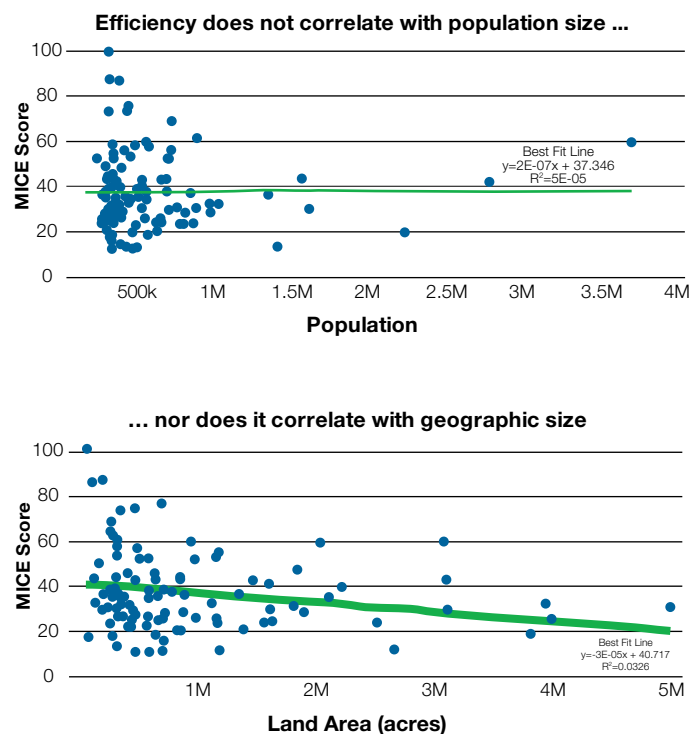 Efficiency does not correlate with population size ...
100
80
60
40
20
0
MICE Score
Best Fit Line
y=2E-07x + 37.346
R²=5E-05
500k 1M 1.5M 2M 2.5M 3M 3.5M 4M
Population
... nor does it correlate with geographic size
100
80
60
40
20
0
MICE Score
Best Fit Line
y=-3E-05x + 40.717
R²=0.0326
1M 2M 3M 4M 5M
Land Area (acres)